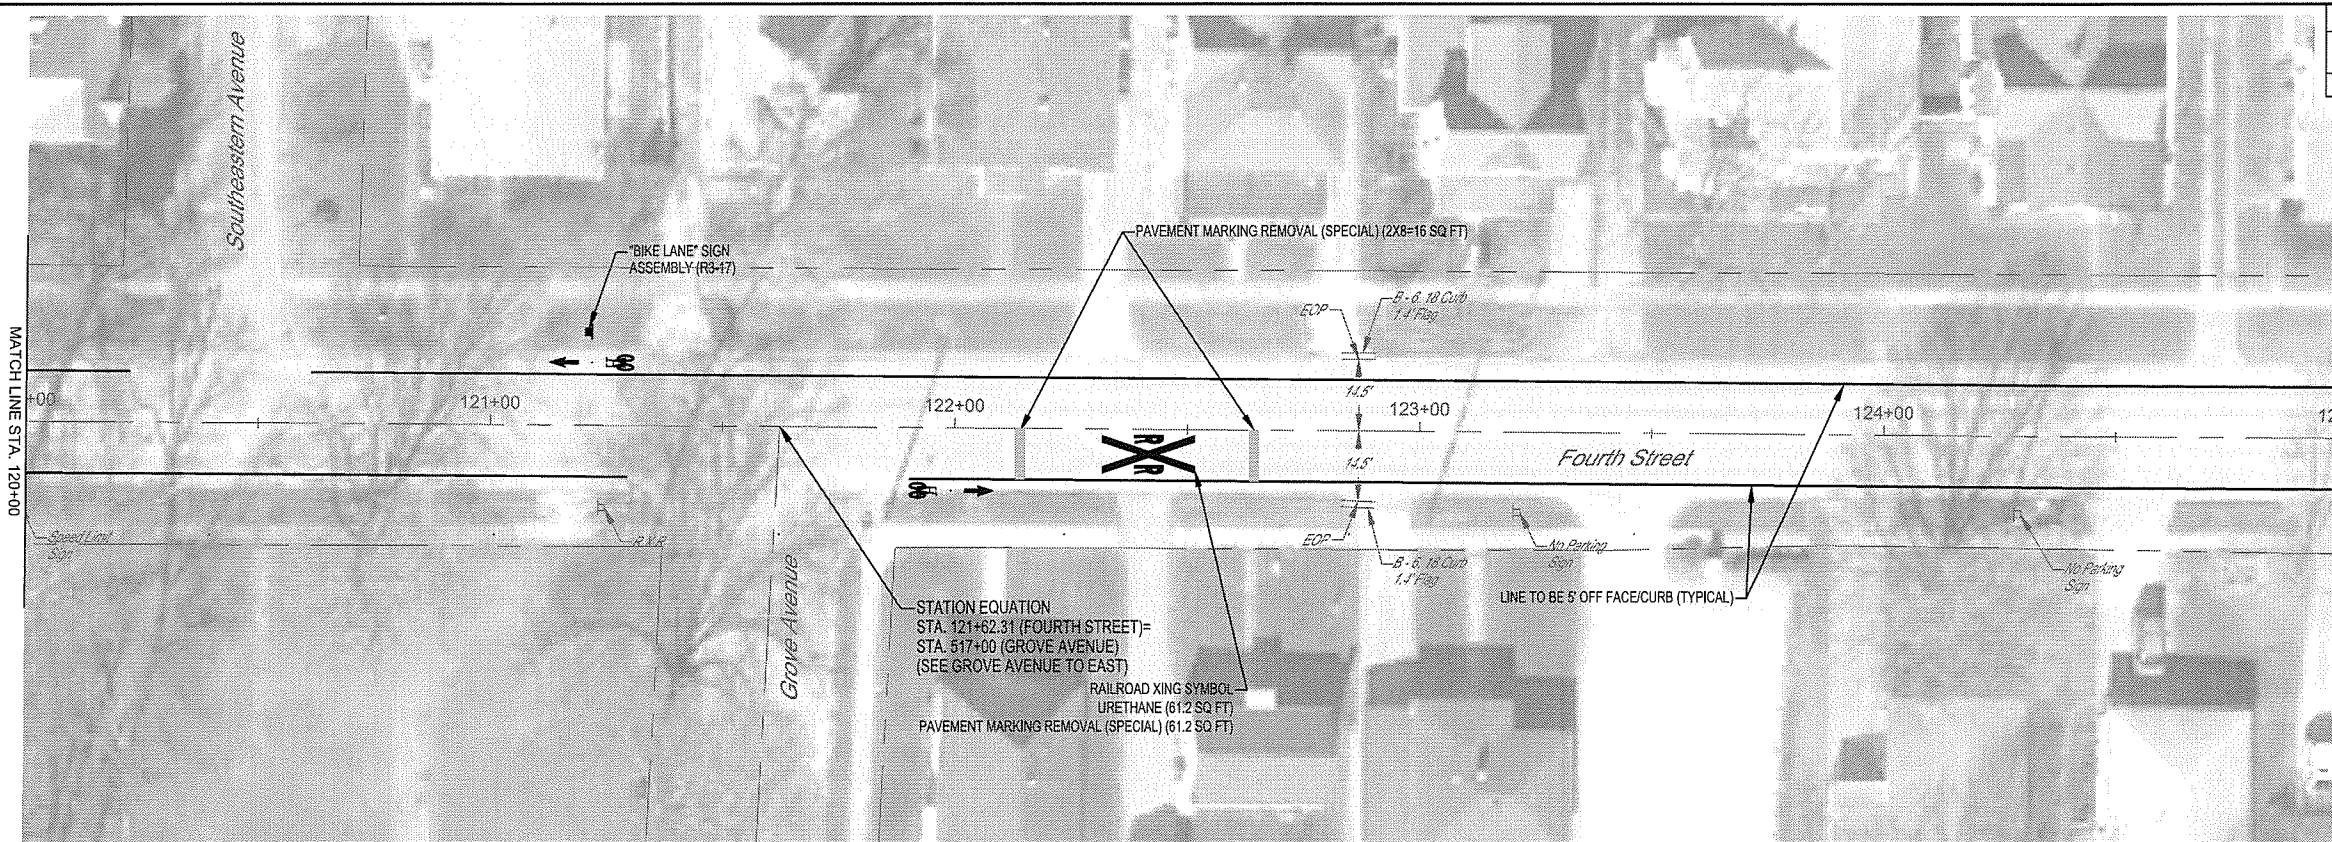 Southeastern Avenue
"BIKE LANE" SIGN
ASSEMBLY (R3-17)
PAVEMENT MARKING REMOVAL (SPECIAL) (2X8=16 SQ FT)
EOP
B - 6. 18 Curb
1.4' Flag
MATCH LINE STA. 120+00
+00
121+00
122+00
123+00
124+00
12
14.5'
14.5'
R
R
Fourth Street
Speed Limit
Sign
R X R
EOP
B - 6. 18 Curb
1.4' Flag
No Parking
Sign
No Parking
Sign
Grove Avenue
STATION EQUATION
STA. 121+62.31 (FOURTH STREET)=
STA. 517+00 (GROVE AVENUE)
(SEE GROVE AVENUE TO EAST)
LINE TO BE 5' OFF FACE/CURB (TYPICAL)
RAILROAD XING SYMBOL
URETHANE (61.2 SQ FT)
PAVEMENT MARKING REMOVAL (SPECIAL) (61.2 SQ FT)